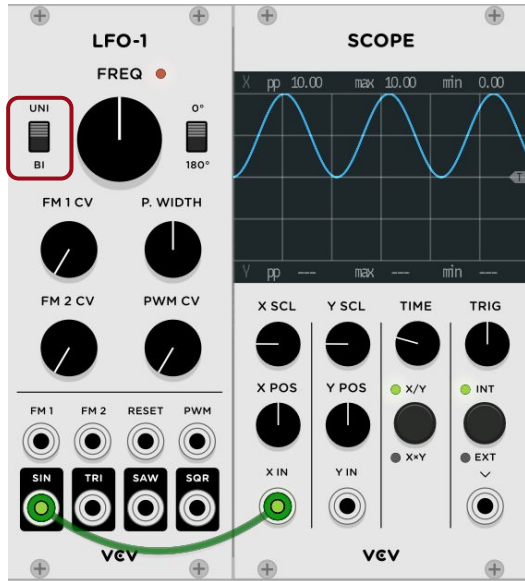 LFO-1
FREQ
UNI
BI
0°
180°
FM 1 CV P. WIDTH
FM 2 CV PWM CV
FM 1 FM 2 RESET PWM
SIN TRI SAW SQR
VCV
SCOPE
X pp 10.00 max 10.00 min 0.00
T
Y pp --- max --- min ---
X SCL Y SCL TIME TRIG
X POS Y POS
X/Y INT
X×Y EXT
X IN Y IN
VCV